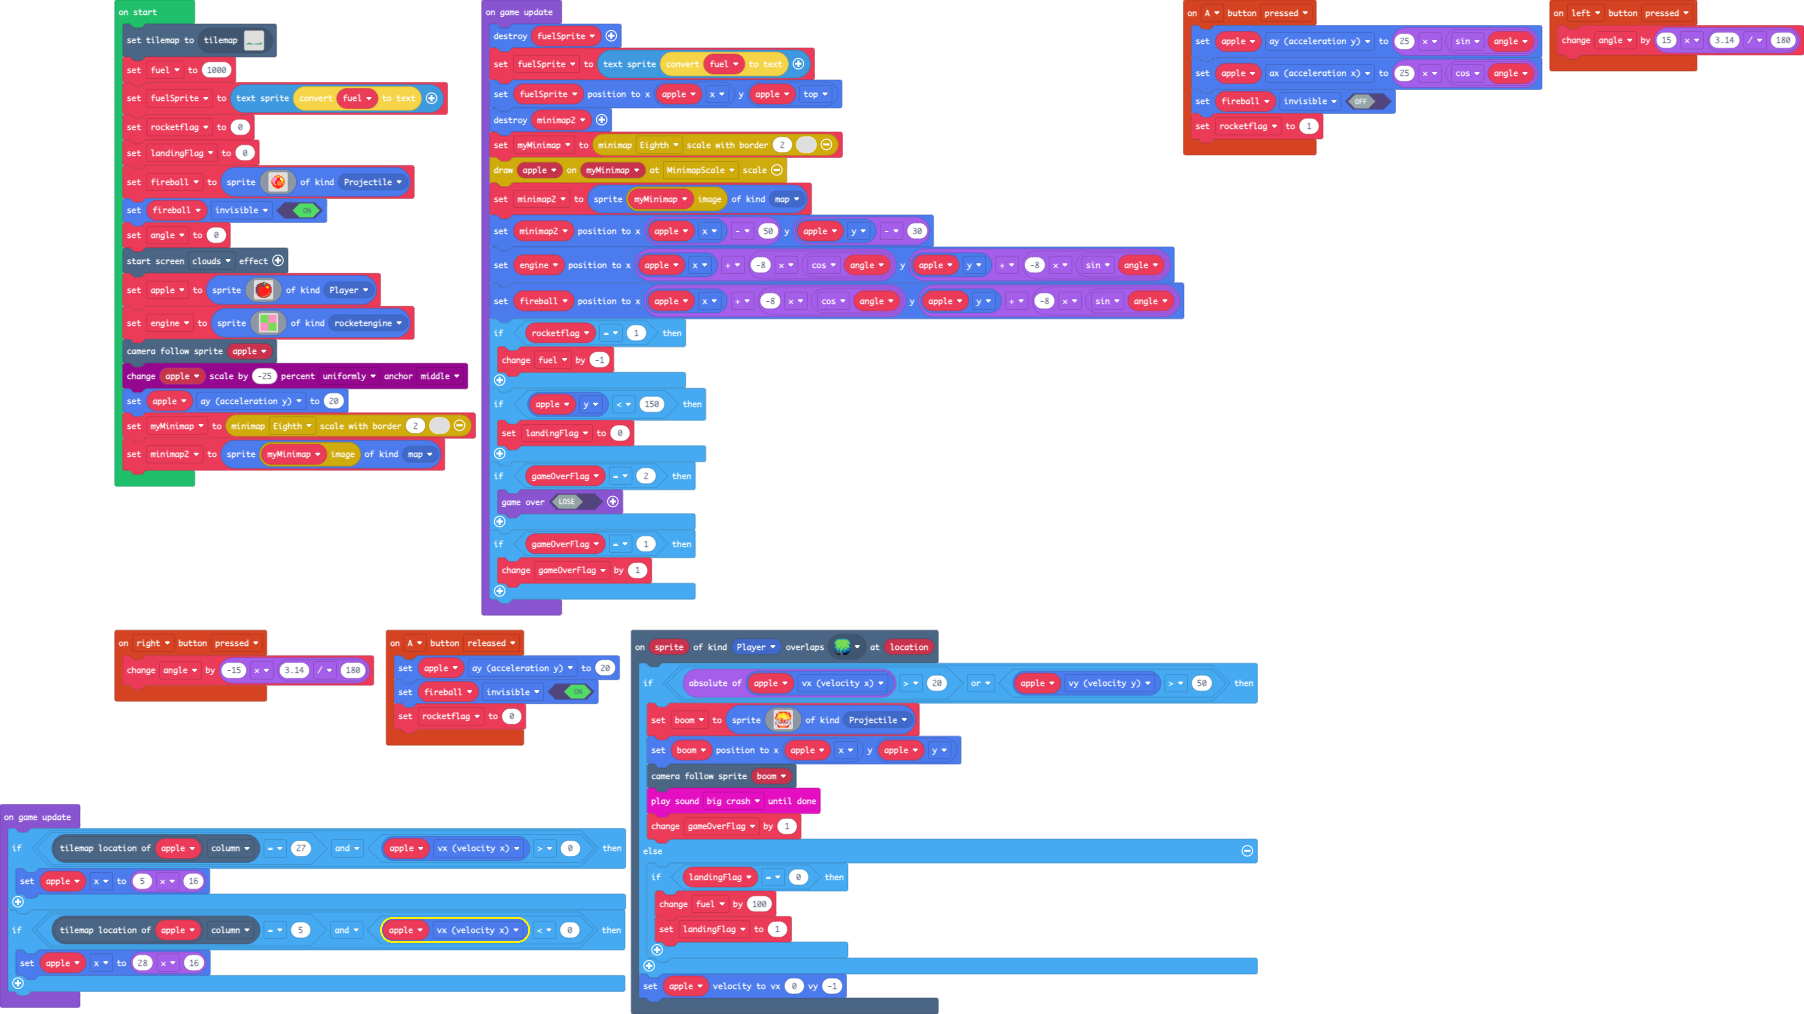 on start
set tilemap to tilemap
set fuel to 1000
set fuelSprite to text sprite convert fuel to text
set rocketflag to 0
set landingFlag to 0
set fireball to sprite of kind Projectile
set fireball invisible ON
set angle to 0
start screen clouds effect
set apple to sprite of kind Player
set engine to sprite of kind rocketengine
camera follow sprite apple
change apple scale by -25 percent uniformly anchor middle
set apple ay (acceleration y) to 20
set myMinimap to minimap Eighth scale with border 2
set minimap2 to sprite myMinimap image of kind map
on game update
destroy fuelSprite
set fuelSprite to text sprite convert fuel to text
set fuelSprite position to x apple x y apple top
destroy minimap2
set myMinimap to minimap Eighth scale with border 2
draw apple on myMinimap at MinimapScale scale
set minimap2 to sprite myMinimap image of kind map
set minimap2 position to x apple x - 50 y apple y - 30
set engine position to x apple x + -8 × cos angle y apple y + -8 × sin angle
set fireball position to x apple x + -8 × cos angle y apple y + -8 × sin angle
if rocketflag = 1 then
change fuel by -1
if apple y < 150 then
set landingFlag to 0
if gameOverFlag = 2 then
game over LOSE
if gameOverFlag = 1 then
change gameOverFlag by 1
on A button pressed
set apple ay (acceleration y) to 25 × sin angle
set apple ax (acceleration x) to 25 × cos angle
set fireball invisible OFF
set rocketflag to 1
on left button pressed
change angle by 15 × 3.14 / 180
on right button pressed
change angle by -15 × 3.14 / 180
on A button released
set apple ay (acceleration y) to 20
set fireball invisible ON
set rocketflag to 0
on sprite of kind Player overlaps at location
if absolute of apple vx (velocity x) > 20 or apple vy (velocity y) > 50 then
set boom to sprite of kind Projectile
set boom position to x apple x y apple y
camera follow sprite boom
play sound big crash until done
change gameOverFlag by 1
else
if landingFlag = 0 then
change fuel by 100
set landingFlag to 1
set apple velocity to vx 0 vy -1
on game update
if tilemap location of apple column = 27 and apple vx (velocity x) > 0 then
set apple x to 5 × 16
if tilemap location of apple column = 5 and apple vx (velocity x) < 0 then
set apple x to 28 × 16